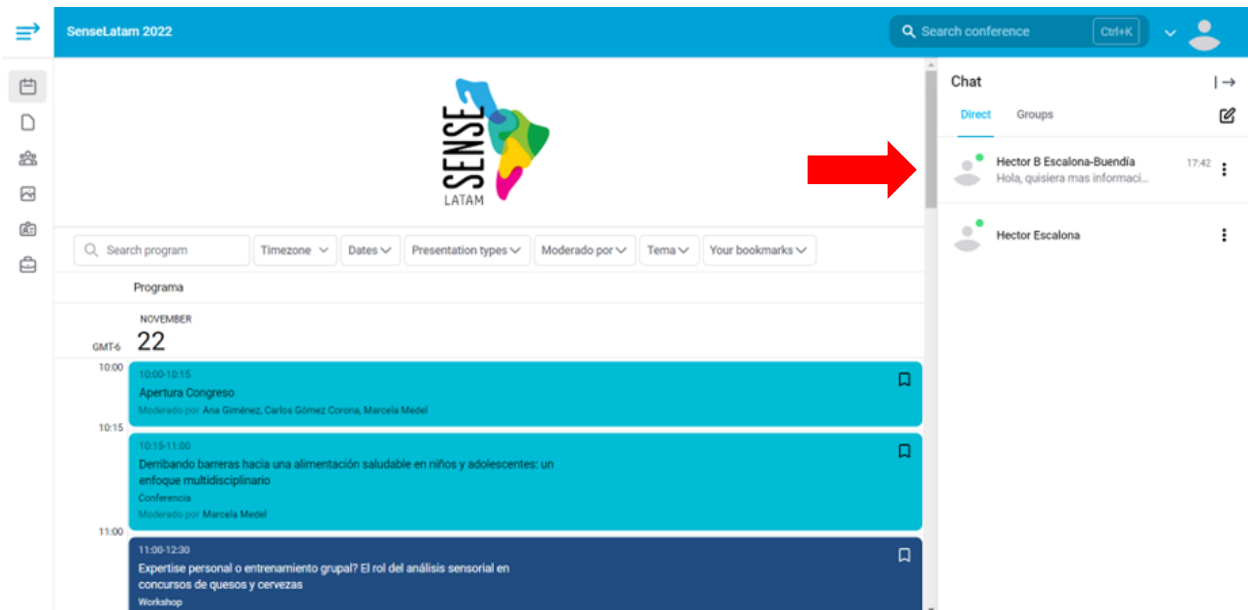 SenseLatam 2022
Search conference
Ctrl+K
SENSE
LATAM
Search program
Timezone
Dates
Presentation types
Moderado por
Tema
Your bookmarks
Programa
NOVEMBER
GMT-6 22
10:00
10:00-10:15
Apertura Congreso
Moderado por Ana Giménez, Carlos Gómez Corona, Marcela Medel
10:15
10:15-11:00
Derribando barreras hacia una alimentación saludable en niños y adolescentes: un
enfoque multidisciplinario
Conferencia
Moderado por Marcela Medel
11:00
11:00-12:30
Expertise personal o entrenamiento grupal? El rol del análisis sensorial en
concursos de quesos y cervezas
Workshop
Chat
Direct
Groups
Hector B Escalona-Buendía
17:42
Hola, quisiera mas informaci...
Hector Escalona